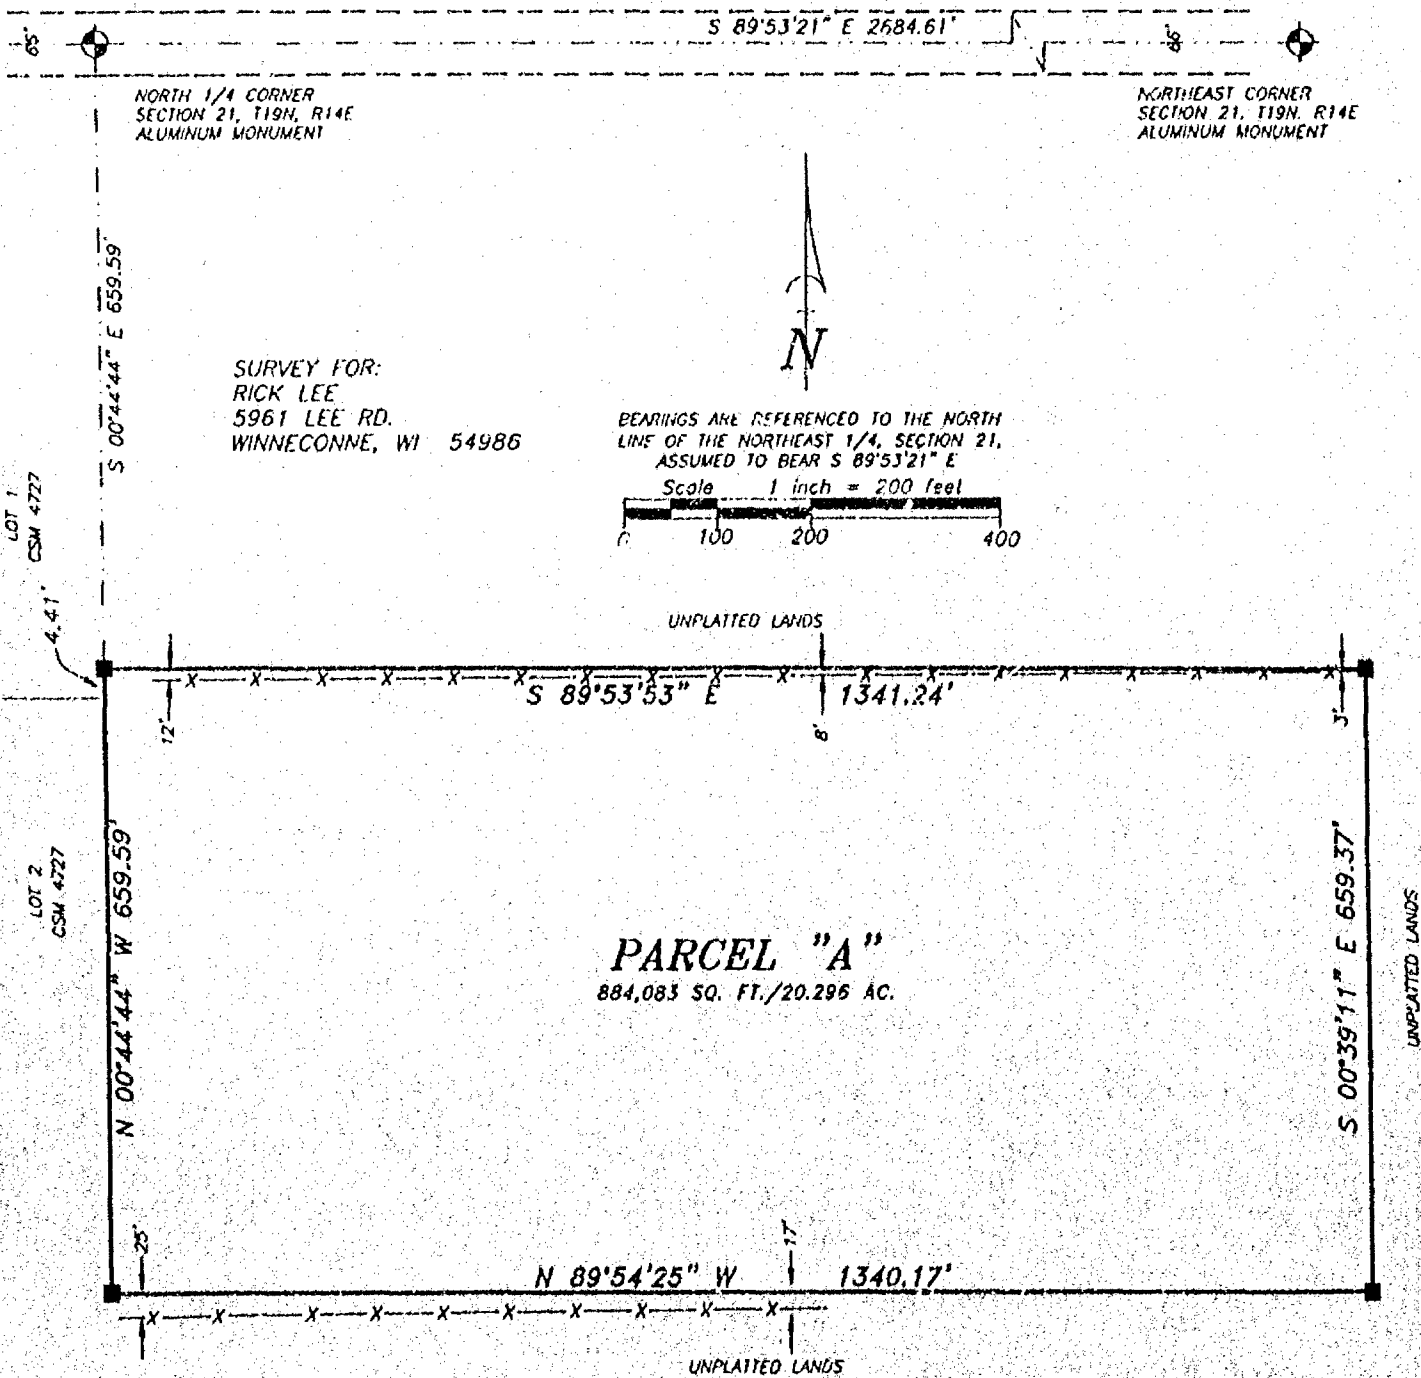 S 89°53'21" E 2684.61'
66'
NORTH 1/4 CORNER
SECTION 21, T19N, R14E
ALUMINUM MONUMENT
NORTHEAST CORNER
SECTION 21, T19N, R14E
ALUMINUM MONUMENT
S 00°44'44" E 659.59'
SURVEY FOR:
RICK LEE
5961 LEE RD.
WINNECONNE, WI 54986
N
BEARINGS ARE REFERENCED TO THE NORTH
LINE OF THE NORTHEAST 1/4, SECTION 21,
ASSUMED TO BEAR S 89°53'21" E
Scale 1 inch = 200 feet
0 100 200 400
LOT 1
CSM 4727
4.41'
UNPLATTED LANDS
S 89°53'53" E 1341.24'
12'
8'
3'
LOT 2
CSM 4727
N 00°44'44" W 659.59'
PARCEL "A"
884,083 SQ. FT./20.296 AC.
S 00°39'11" E 659.37'
UNPLATTED LANDS
25'
17'
N 89°54'25" W 1340.17'
UNPLATTED LANDS